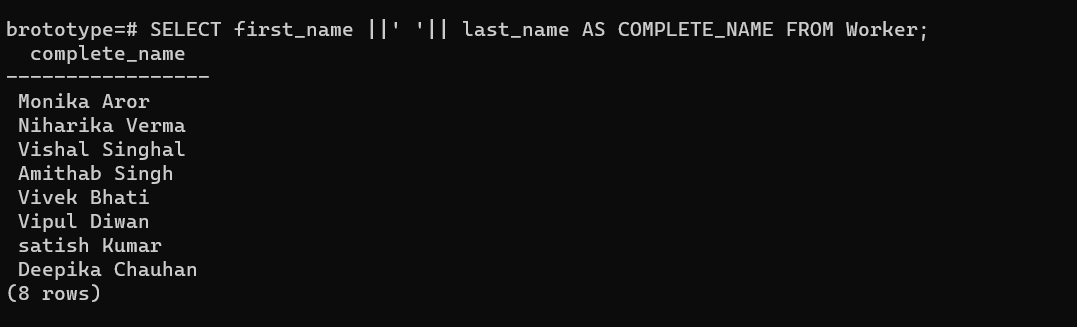 brototype=# SELECT first_name ||' '|| last_name AS COMPLETE_NAME FROM Worker;
complete_name
-----------------
Monika Aror
Niharika Verma
Vishal Singhal
Amithab Singh
Vivek Bhati
Vipul Diwan
satish Kumar
Deepika Chauhan
(8 rows)